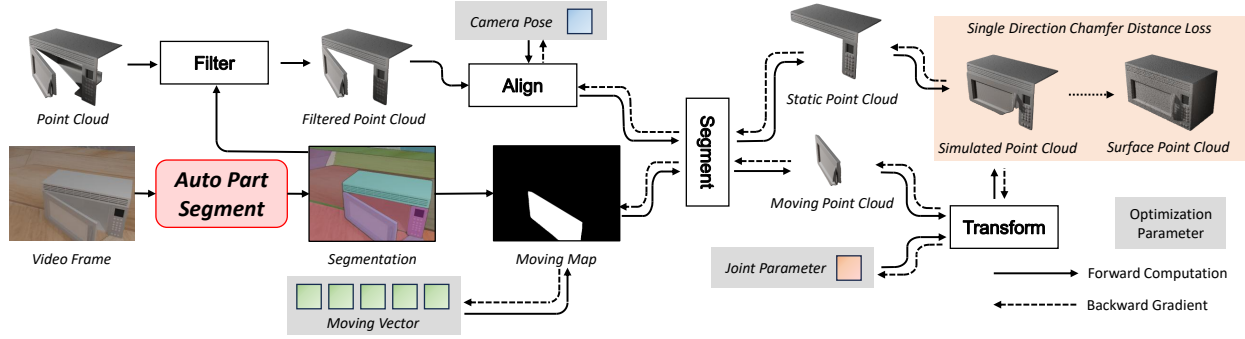 Camera Pose
Single Direction Chamfer Distance Loss
Filter
Align
Point Cloud
Filtered Point Cloud
Static Point Cloud
Segment
Simulated Point Cloud
Surface Point Cloud
Auto Part
Segment
Moving Point Cloud
Transform
Optimization
Parameter
Video Frame
Segmentation
Moving Map
Joint Parameter
Forward Computation
Backward Gradient
Moving Vector